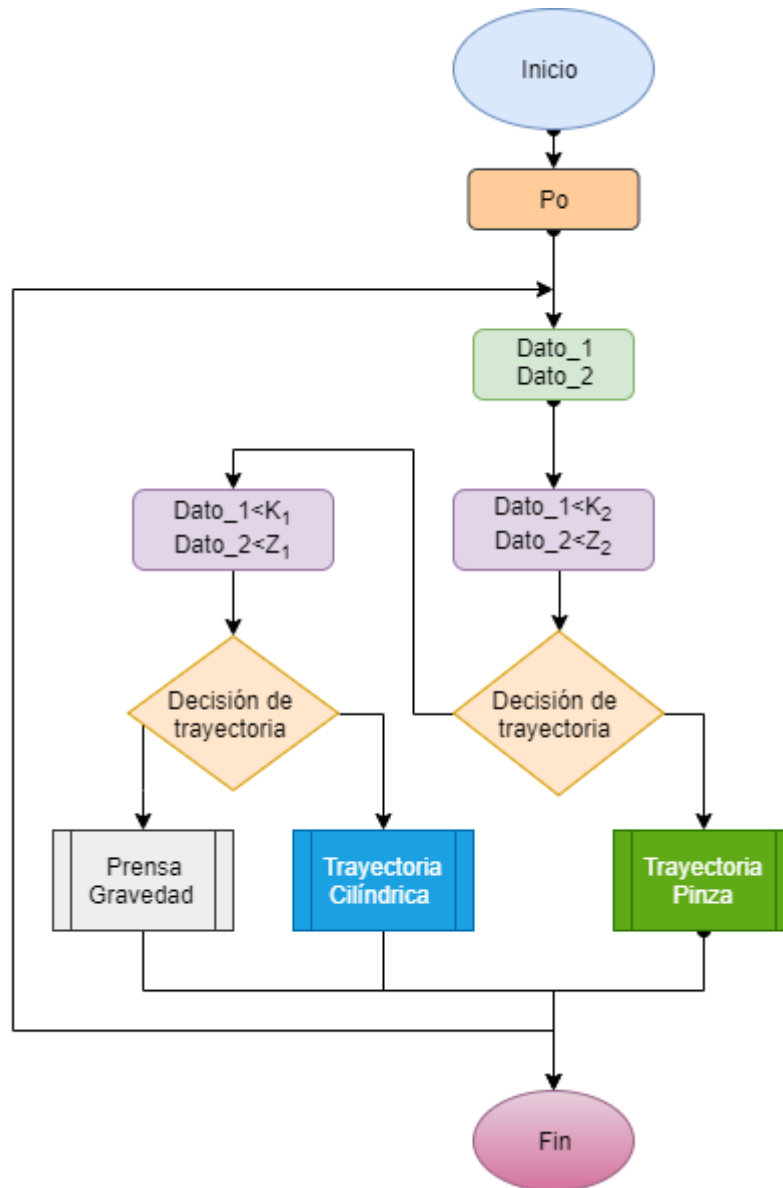 Inicio
Po
Dato_1
Dato_2
Dato_1<K₁
Dato_2<Z₁
Dato_1<K₂
Dato_2<Z₂
Decisión de
trayectoria
Decisión de
trayectoria
Prensa
Gravedad
Trayectoria
Cilíndrica
Trayectoria
Pinza
Fin